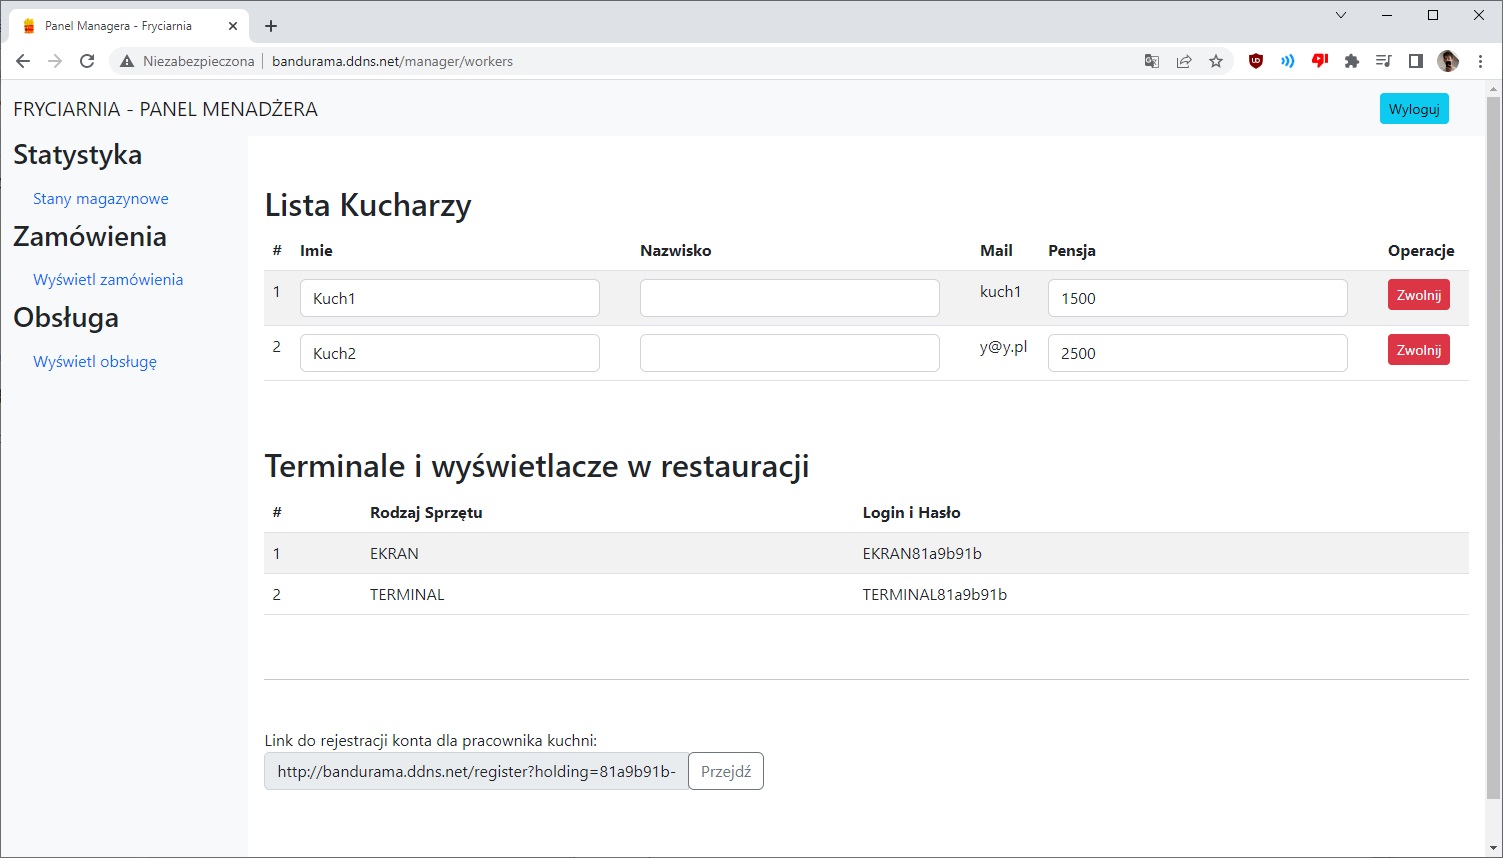 Panel Managera - Fryciarnia
Niezabezpieczona bandurama.ddns.net/manager/workers
FRYCIARNIA - PANEL MENADŻERA
Wyloguj
Statystyka
Stany magazynowe
Zamówienia
Wyświetl zamówienia
Obsługa
Wyświetl obsługę
Lista Kucharzy
# Imie Nazwisko Mail Pensja Operacje
1 Kuch1 kuch1 1500 Zwolnij
2 Kuch2 y@y.pl 2500 Zwolnij
Terminale i wyświetlacze w restauracji
# Rodzaj Sprzętu Login i Hasło
1 EKRAN EKRAN81a9b91b
2 TERMINAL TERMINAL81a9b91b
Link do rejestracji konta dla pracownika kuchni:
http://bandurama.ddns.net/register?holding=81a9b91b- Przejdź